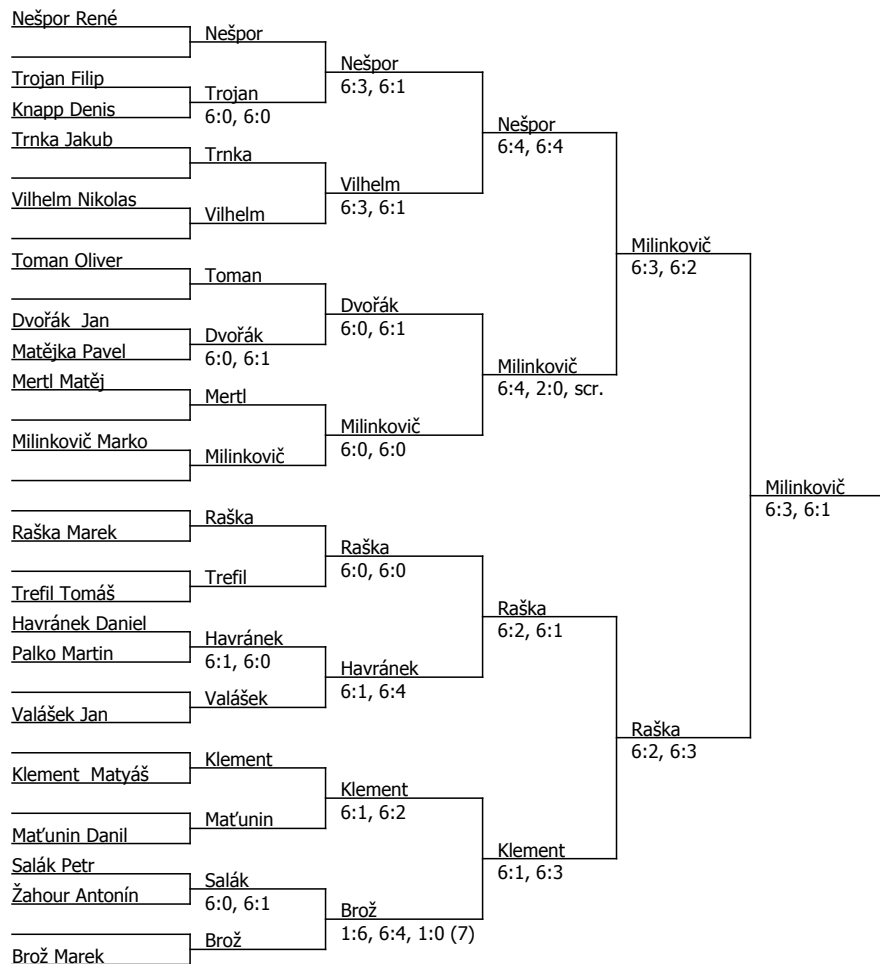 Nešpor René
Nešpor
Nešpor
6:3, 6:1
Trojan Filip
Trojan
6:0, 6:0
Knapp Denis
Nešpor
6:4, 6:4
Trnka Jakub
Trnka
Vilhelm
6:3, 6:1
Vilhelm Nikolas
Vilhelm
Milinkovič
6:3, 6:2
Toman Oliver
Toman
Dvořák
6:0, 6:1
Dvořák  Jan
Dvořák
6:0, 6:1
Matějka Pavel
Milinkovič
6:4, 2:0, scr.
Mertl Matěj
Mertl
Milinkovič
6:0, 6:0
Milinkovič Marko
Milinkovič
Milinkovič
6:3, 6:1
Raška
Raška Marek
Raška
6:0, 6:0
Trefil
Trefil Tomáš
Raška
6:2, 6:1
Havránek Daniel
Havránek
6:1, 6:0
Palko Martin
Havránek
6:1, 6:4
Valášek
Valášek Jan
Raška
6:2, 6:3
Klement
Klement  Matyáš
Klement
6:1, 6:2
Maťunin
Maťunin Danil
Klement
6:1, 6:3
Salák Petr
Salák
6:0, 6:1
Žahour Antonín
Brož
1:6, 6:4, 1:0 (7)
Brož
Brož Marek